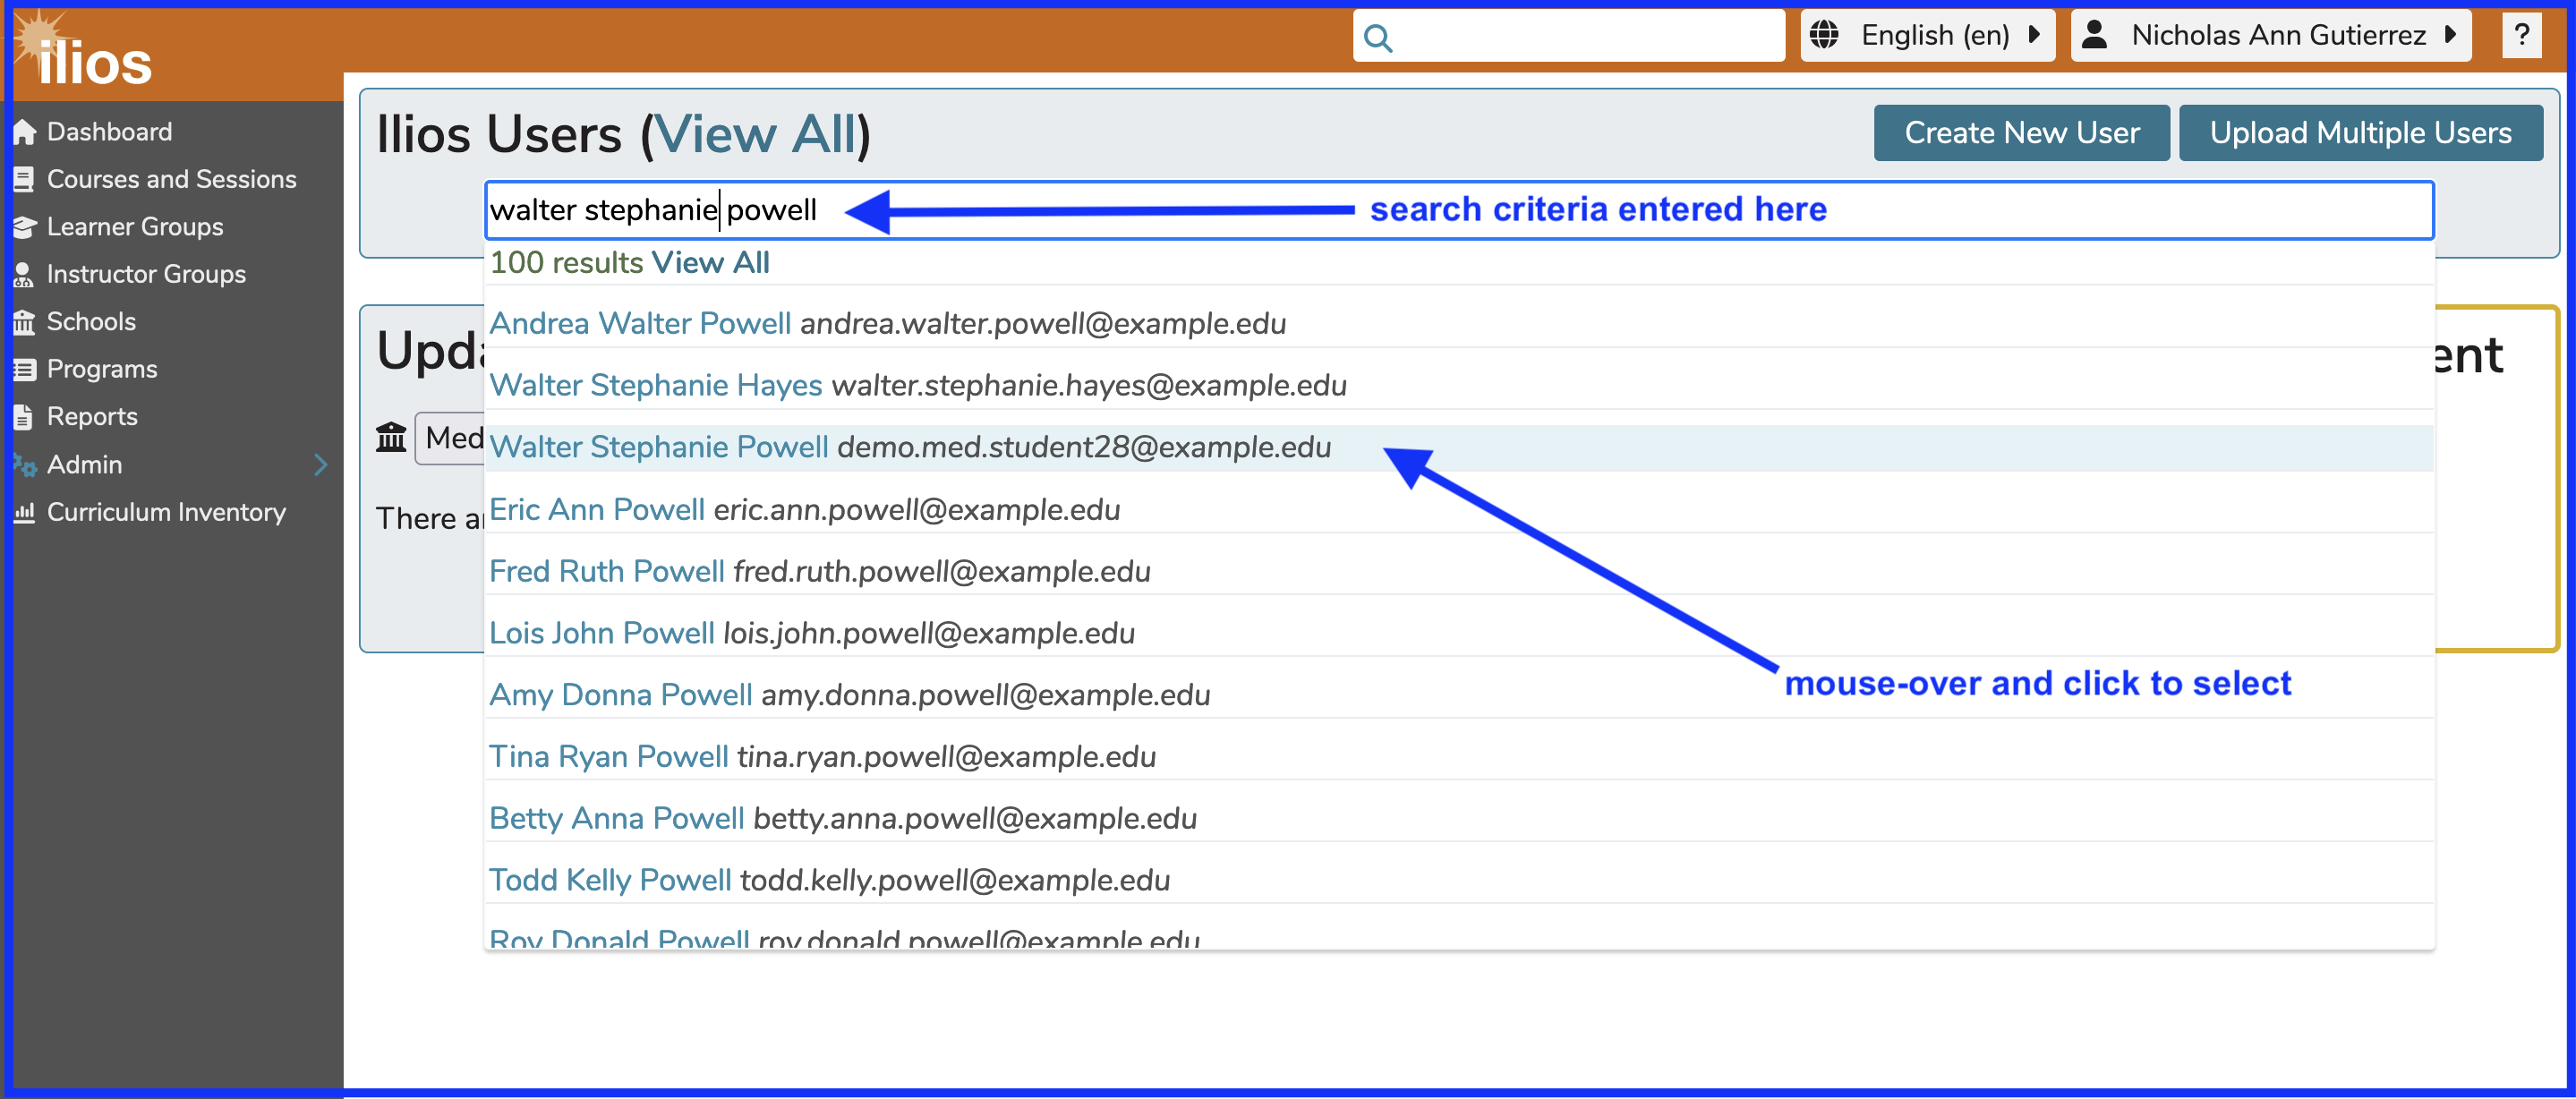 ilios
English (en)
Nicholas Ann Gutierrez
?
Dashboard
Courses and Sessions
Learner Groups
Instructor Groups
Schools
Programs
Reports
Admin
Curriculum Inventory
Ilios Users (View All)
Create New User
Upload Multiple Users
walter stephanie powell
search criteria entered here
100 results View All
Andrea Walter Powell andrea.walter.powell@example.edu
Walter Stephanie Hayes walter.stephanie.hayes@example.edu
Walter Stephanie Powell demo.med.student28@example.edu
Eric Ann Powell eric.ann.powell@example.edu
Fred Ruth Powell fred.ruth.powell@example.edu
Lois John Powell lois.john.powell@example.edu
Amy Donna Powell amy.donna.powell@example.edu
Tina Ryan Powell tina.ryan.powell@example.edu
Betty Anna Powell betty.anna.powell@example.edu
Todd Kelly Powell todd.kelly.powell@example.edu
Roy Donald Powell roy.donald.powell@example.edu
mouse-over and click to select
Upda
ent
Med
There a